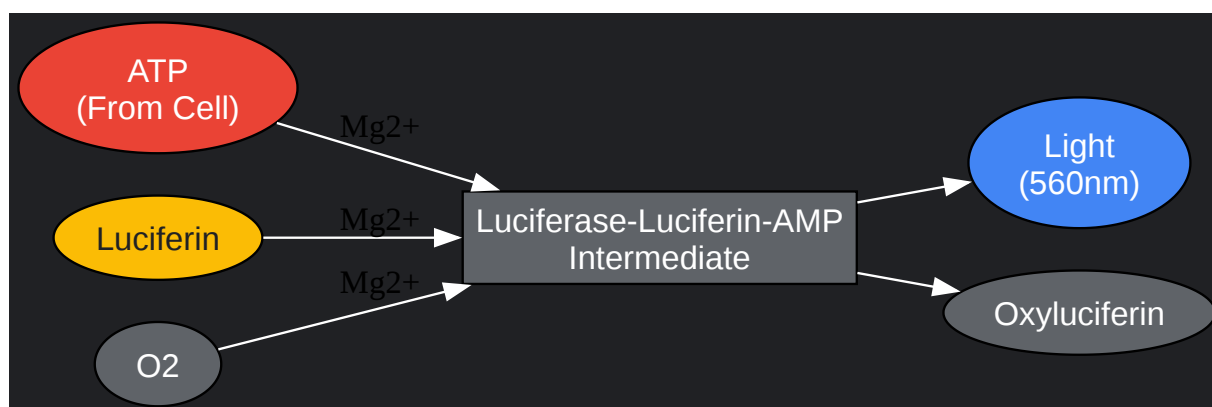 ATP
(From Cell)
Mg2+
Luciferin
Mg2+
O2
Mg2+
Luciferase-Luciferin-AMP
Intermediate
Light
(560nm)
Oxyluciferin